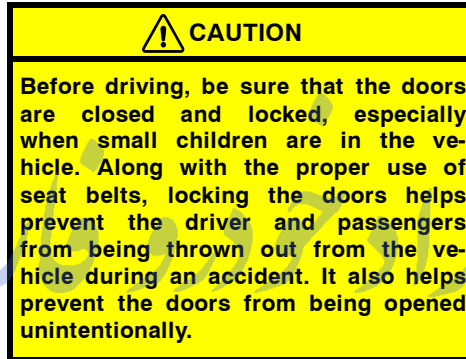 CAUTION
Before driving, be sure that the doors
are closed and locked, especially
when small children are in the ve-
hicle. Along with the proper use of
seat belts, locking the doors helps
prevent the driver and passengers
from being thrown out from the ve-
hicle during an accident. It also helps
prevent the doors from being opened
unintentionally.